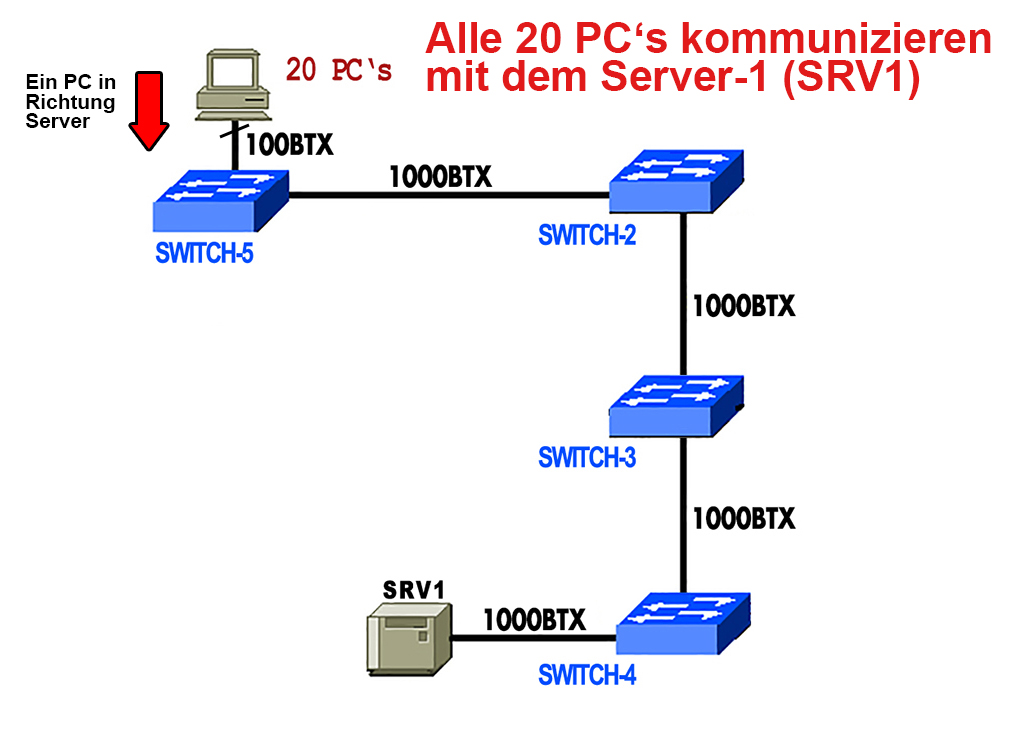 Alle 20 PC‘s kommunizieren
mit dem Server-1 (SRV1)
20 PC‘s
Ein PC in
Richtung
Server
100BTX
1000BTX
SWITCH-5
SWITCH-2
1000BTX
SWITCH-3
1000BTX
SRV1
1000BTX
SWITCH-4